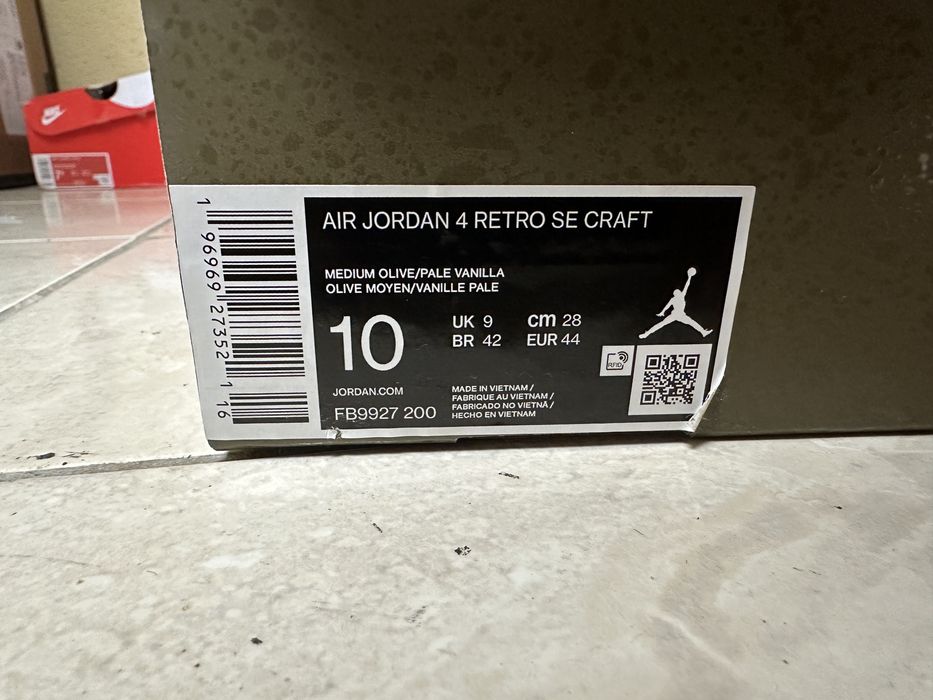 AIR JORDAN 4 RETRO SE CRAFT
MEDIUM OLIVE/PALE VANILLA
OLIVE MOYEN/VANILLE PALE
10
UK 9
cm 28
BR 42
EUR 44
JORDAN.COM
FB9927 200
MADE IN VIETNAM /
FABRIQUE AU VIETNAM /
FABRICADO NO VIETNÃ /
HECHO EN VIETNAM
RFID
1 96969 27352 1 16